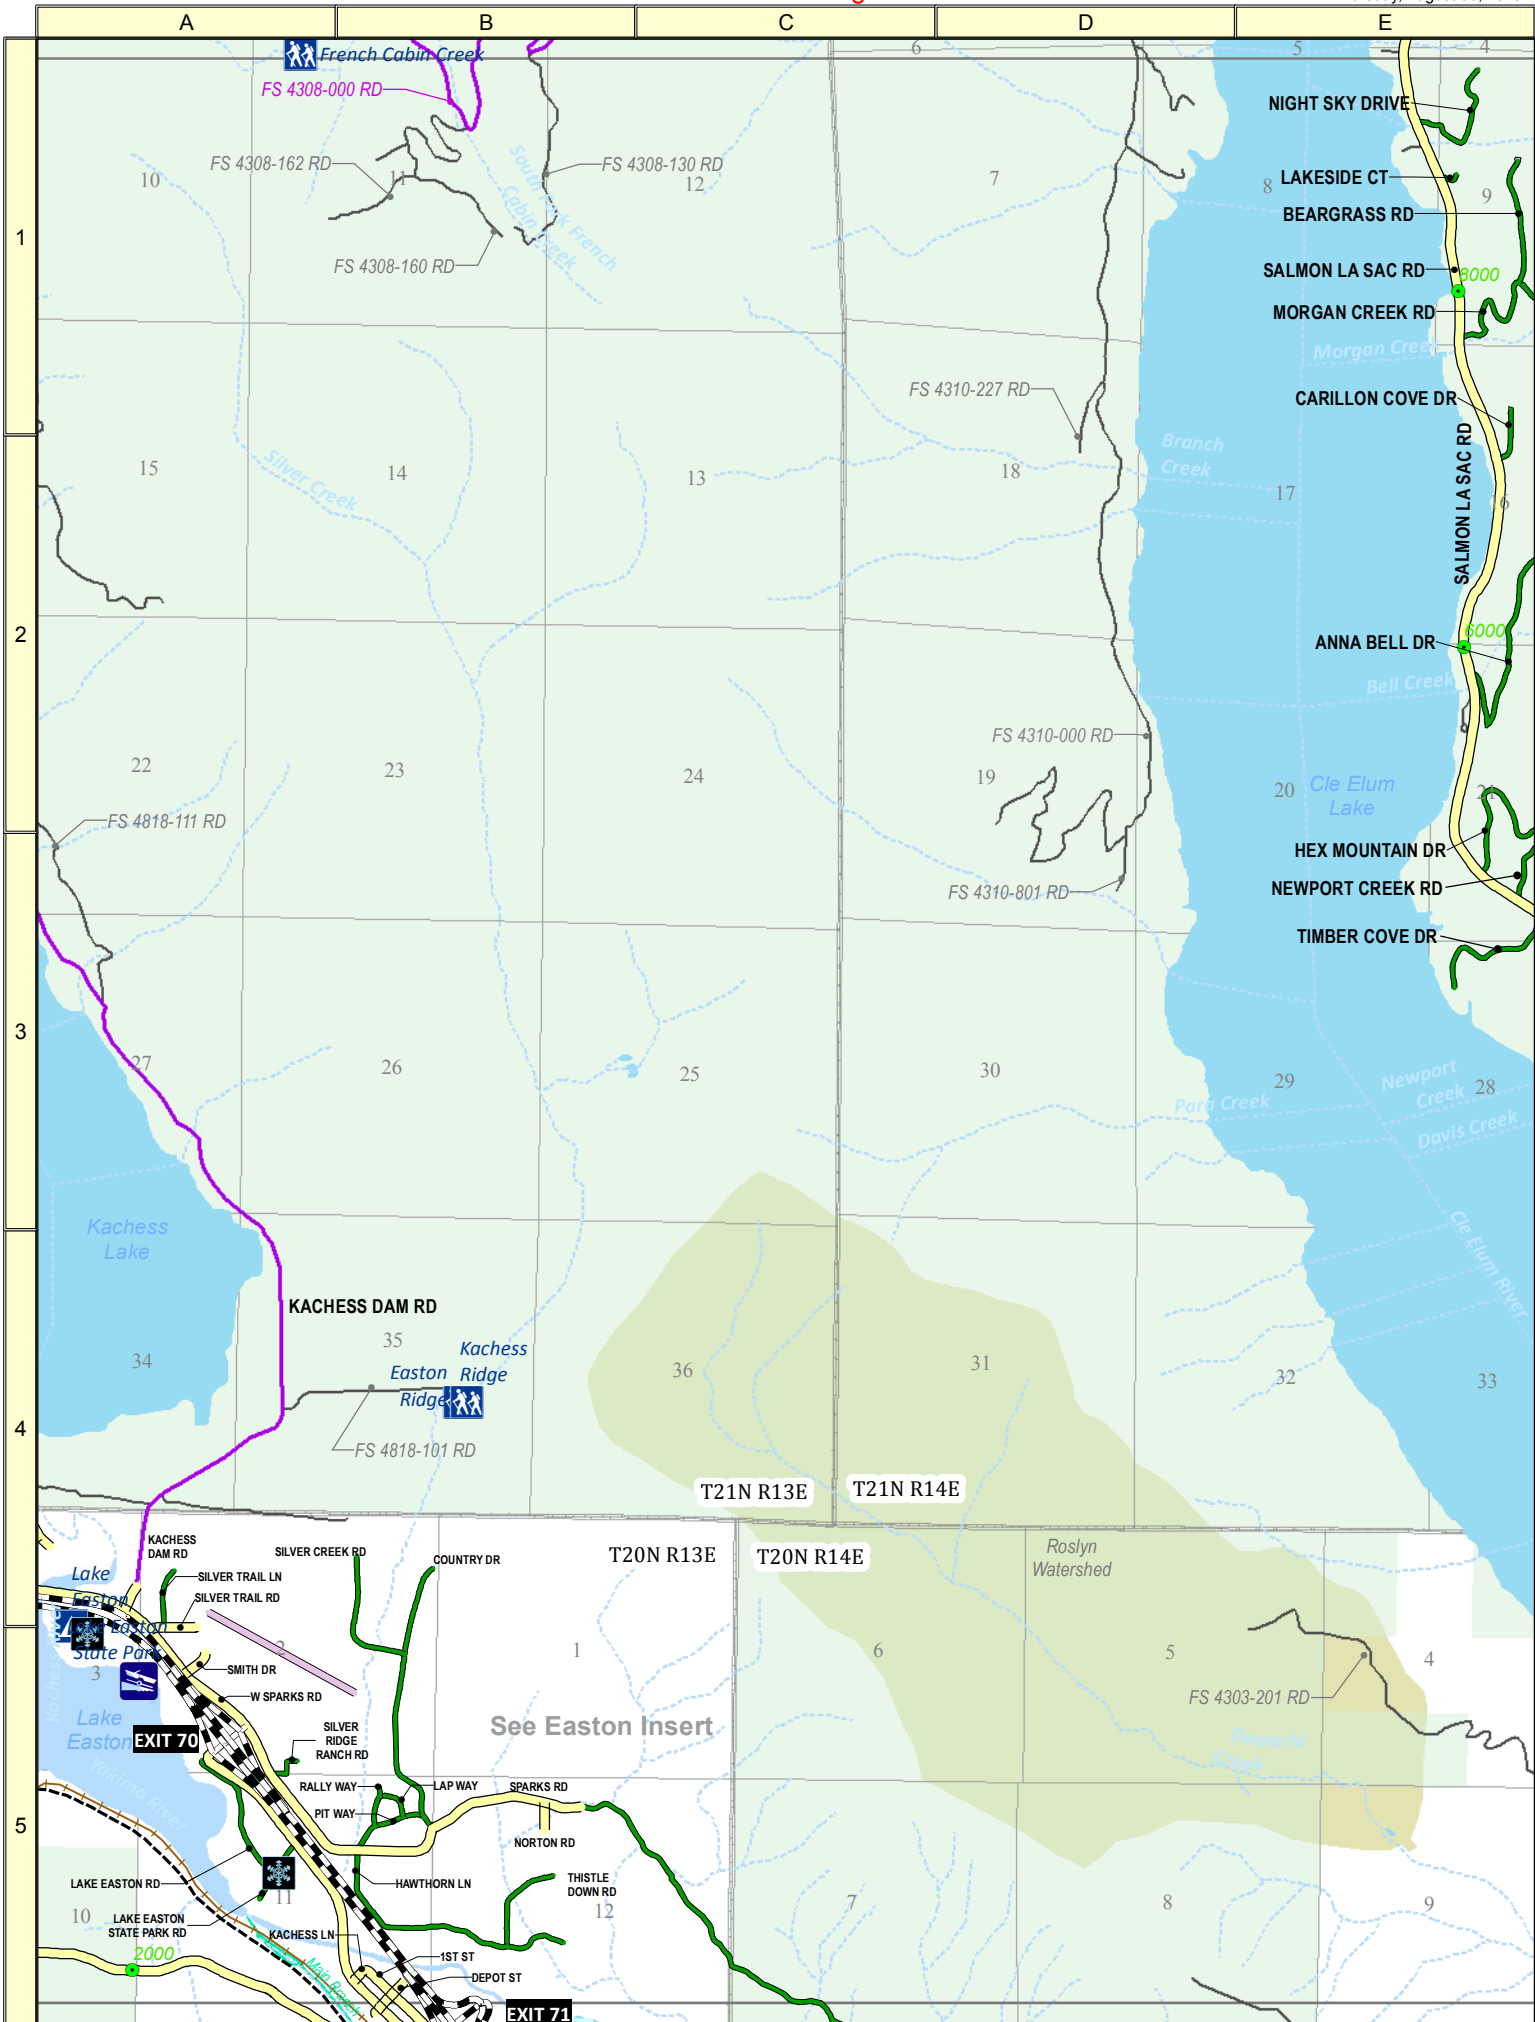 A
B
C
D
E
1
2
3
4
5
French Cabin Creek
FS 4308-000 RD
FS 4308-162 RD
FS 4308-130 RD
FS 4308-160 RD
South Fork French
Cabin Creek
10
11
12
7
8
9
6
5
4
NIGHT SKY DRIVE
LAKESIDE CT
BEARGRASS RD
SALMON LA SAC RD
8000
MORGAN CREEK RD
Morgan Creek
CARILLON COVE DR
SALMON LA SAC RD
FS 4310-227 RD
Branch
Creek
Silver Creek
15
14
13
18
17
16
6000
ANNA BELL DR
Bell Creek
FS 4310-000 RD
22
23
24
19
20
21
Cle Elum
Lake
FS 4818-111 RD
FS 4310-801 RD
HEX MOUNTAIN DR
NEWPORT CREEK RD
TIMBER COVE DR
27
26
25
30
29
28
Newport
Creek
Davis Creek
Para Creek
Cle Elum River
Kachess
Lake
KACHESS DAM RD
34
35
36
31
32
33
Easton
Ridge
Kachess
Ridge
FS 4818-101 RD
T21N R13E
T21N R14E
T20N R13E
T20N R14E
Roslyn
Watershed
KACHESS
DAM RD
SILVER CREEK RD
COUNTRY DR
SILVER TRAIL LN
SILVER TRAIL RD
Lake
Easton
Lake Easton
State Park
Kachess
3
2
1
6
5
4
SMITH DR
W SPARKS RD
FS 4303-201 RD
See Easton Insert
Lake
Easton
EXIT 70
SILVER
RIDGE
RANCH RD
Domerie
Creek
Yakima River
RALLY WAY
LAP WAY
SPARKS RD
PIT WAY
NORTON RD
LAKE EASTON RD
HAWTHORN LN
THISTLE
DOWN RD
10
11
12
7
8
9
LAKE EASTON
STATE PARK RD
KACHESS LN
2000
1ST ST
DEPOT ST
Main Branch
EXIT 71